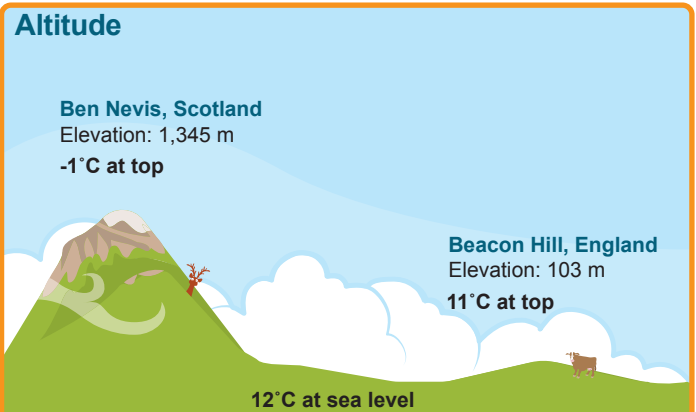 Altitude
Ben Nevis, Scotland
Elevation: 1,345 m
-1˚C at top
Beacon Hill, England
Elevation: 103 m
11˚C at top
12˚C at sea level